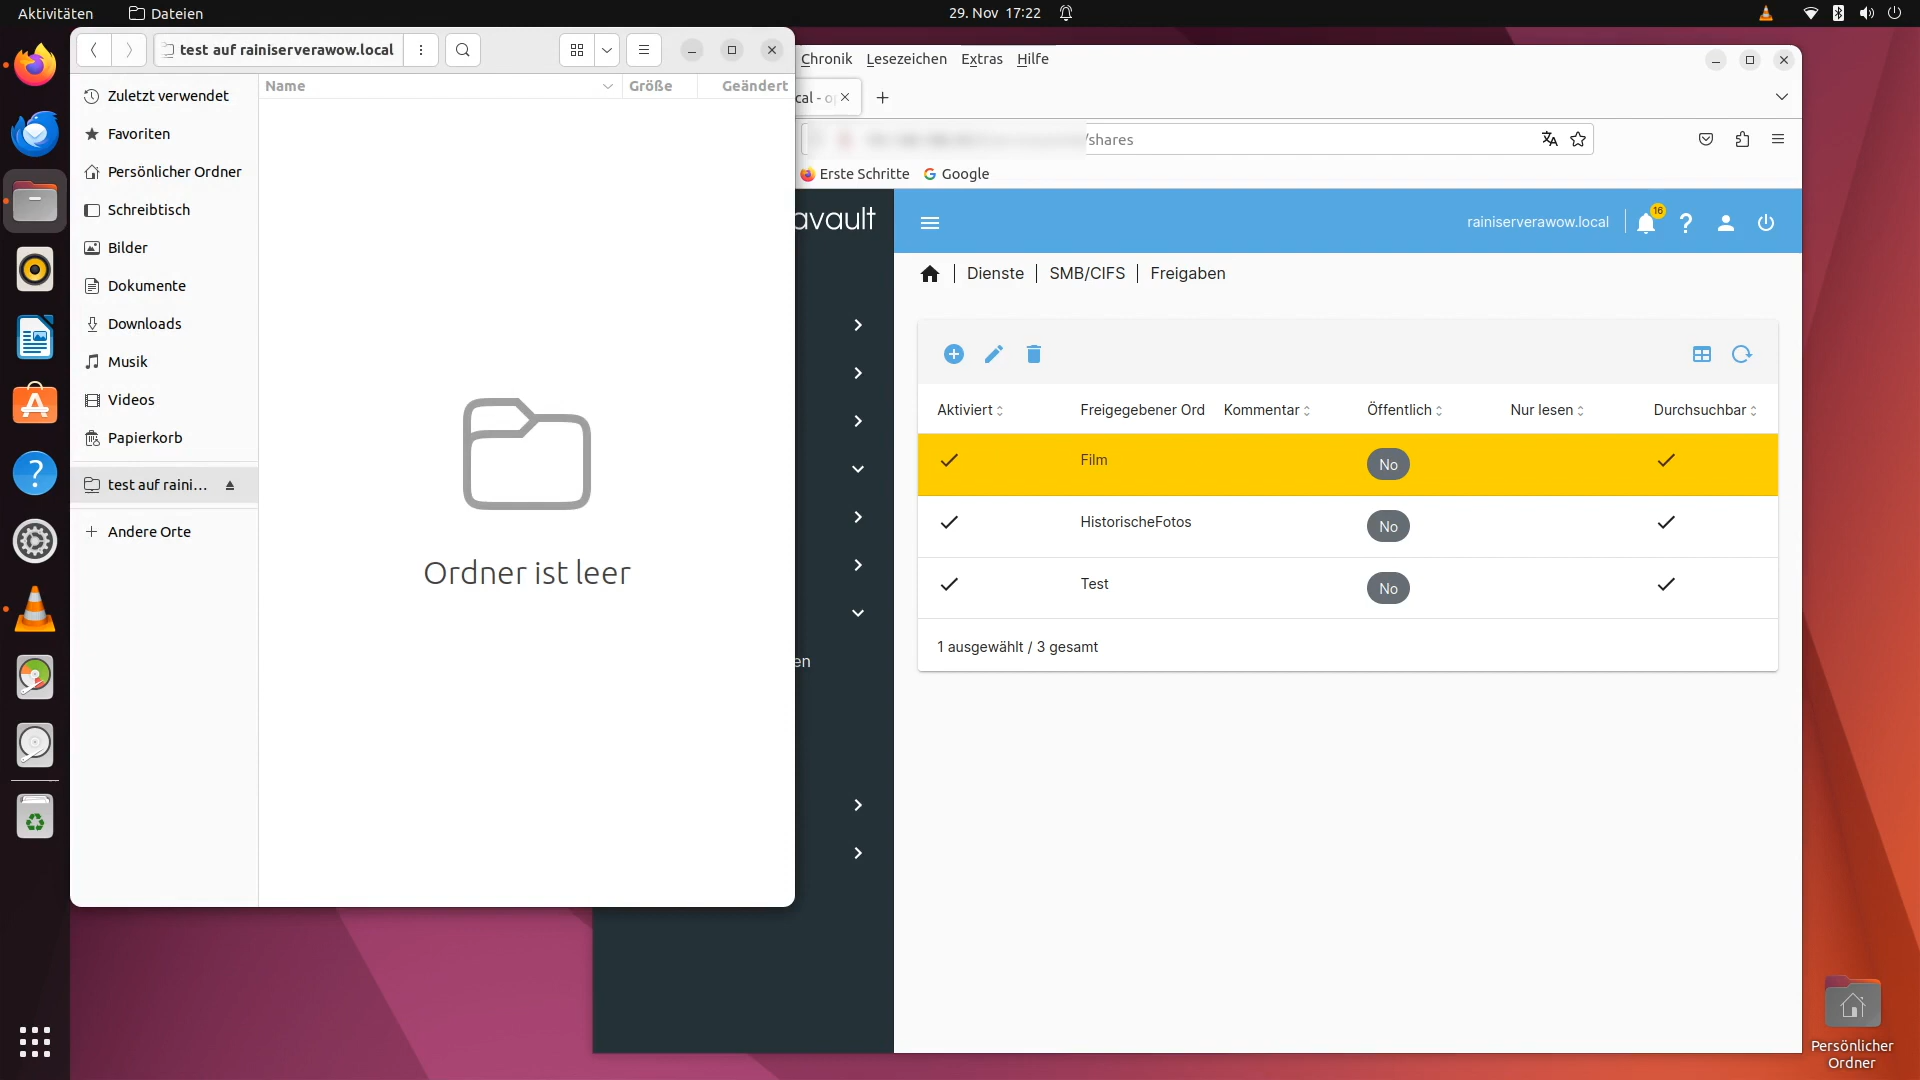 Aktivitäten
Dateien
29. Nov 17:22
test auf rainiserverawow.local
Name
Größe
Geändert
Zuletzt verwendet
Favoriten
Persönlicher Ordner
Schreibtisch
Bilder
Dokumente
Downloads
Musik
Videos
Papierkorb
test auf raini...
Andere Orte
Ordner ist leer
Chronik
Lesezeichen
Extras
Hilfe
cal - o
/shares
Erste Schritte
Google
avault
rainiserverawow.local
16
Dienste
SMB/CIFS
Freigaben
Aktiviert
Freigegebener Ord
Kommentar
Öffentlich
Nur lesen
Durchsuchbar
Film
No
HistorischeFotos
No
Test
No
en
1 ausgewählt / 3 gesamt
Persönlicher
Ordner